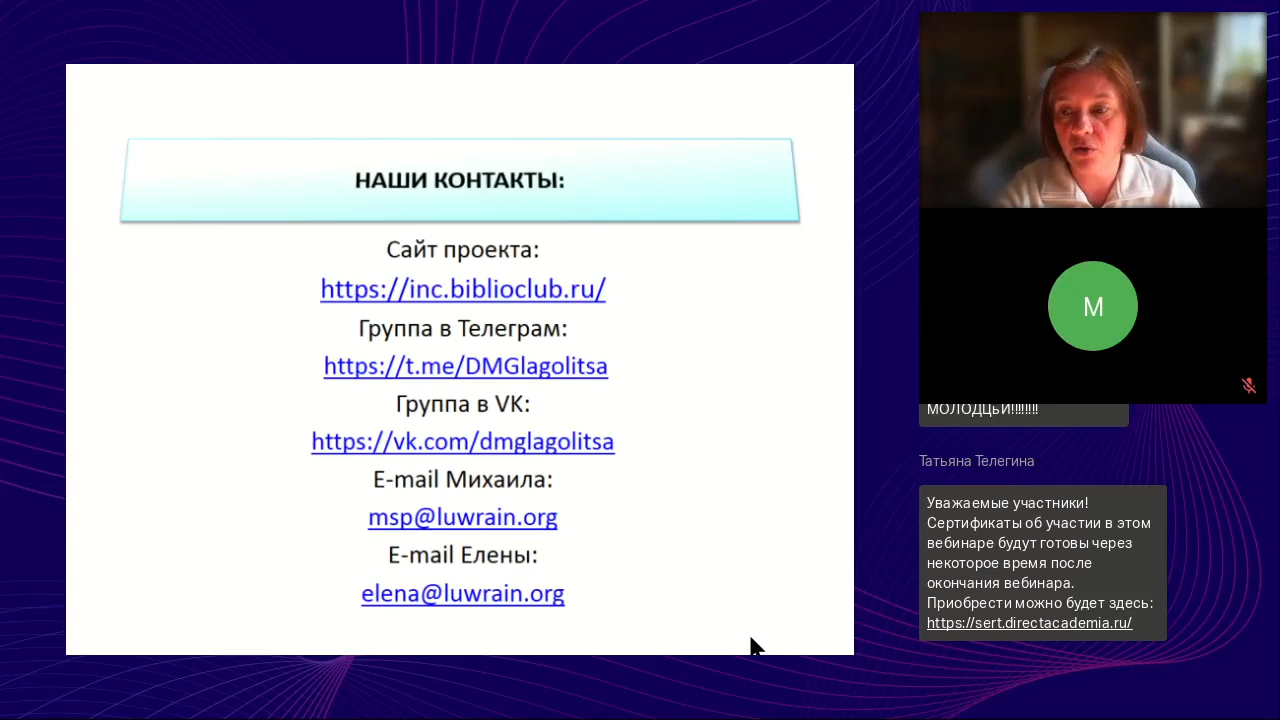 НАШИ КОНТАКТЫ:
Сайт проекта:
https://inc.biblioclub.ru/
Группа в Телеграм:
https://t.me/DMGlagolitsa
Группа в VK:
https://vk.com/dmglagolitsa
E-mail Михаила:
msp@luwrain.org
E-mail Елены:
elena@luwrain.org
М
МОЛОДЦЫ!!!!!!!!
Татьяна Телегина
Уважаемые участники!
Сертификаты об участии в этом
вебинаре будут готовы через
некоторое время после
окончания вебинара.
Приобрести можно будет здесь:
https://sert.directacademia.ru/